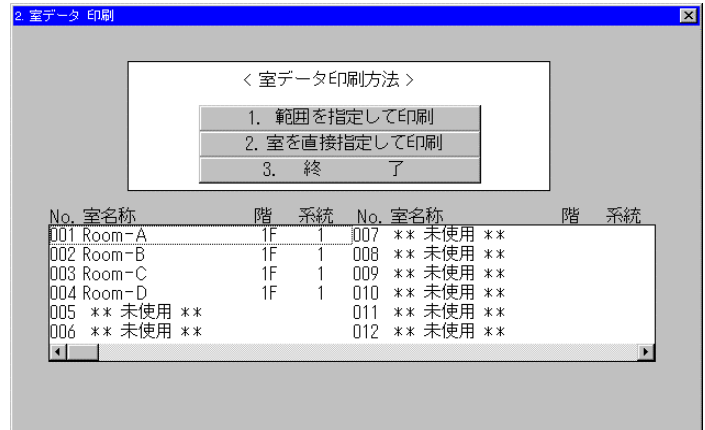 2. 室データ 印刷
< 室データ印刷方法 >
1. 範囲を指定して印刷
2. 室を直接指定して印刷
3. 終 了
No. 室名称 階 系統 No. 室名称 階 系統
001 Room-A 1F 1 007 ** 未使用 **
002 Room-B 1F 1 008 ** 未使用 **
003 Room-C 1F 1 009 ** 未使用 **
004 Room-D 1F 1 010 ** 未使用 **
005 ** 未使用 ** 011 ** 未使用 **
006 ** 未使用 ** 012 ** 未使用 **